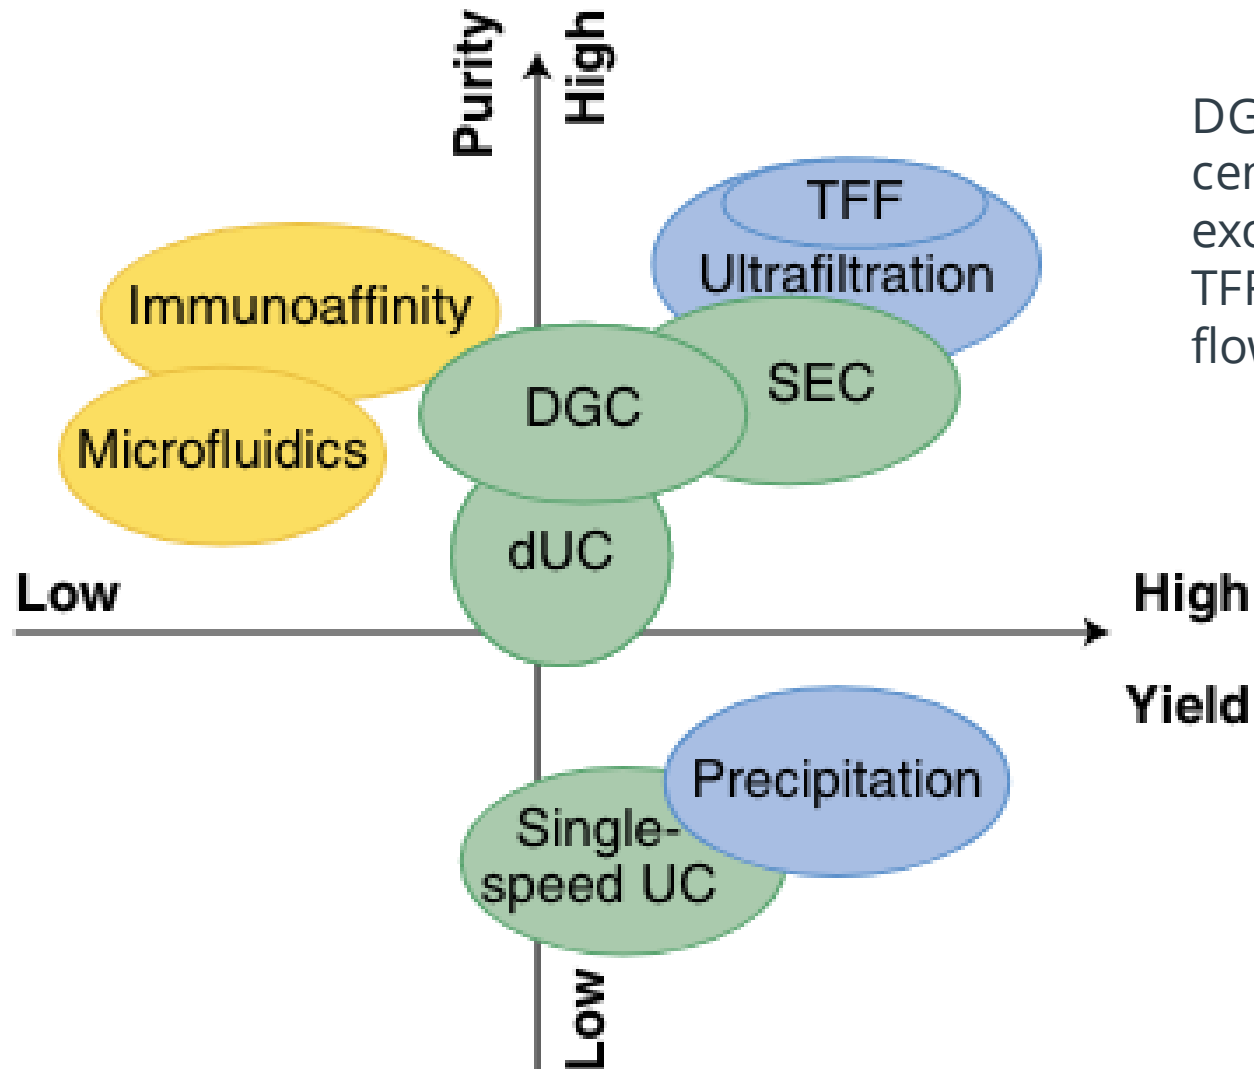 Purity
High
TFF
Ultrafiltration
Immunoaffinity
SEC
DGC
Microfluidics
dUC
Low
High
Yield
Precipitation
Single-
speed UC
Low